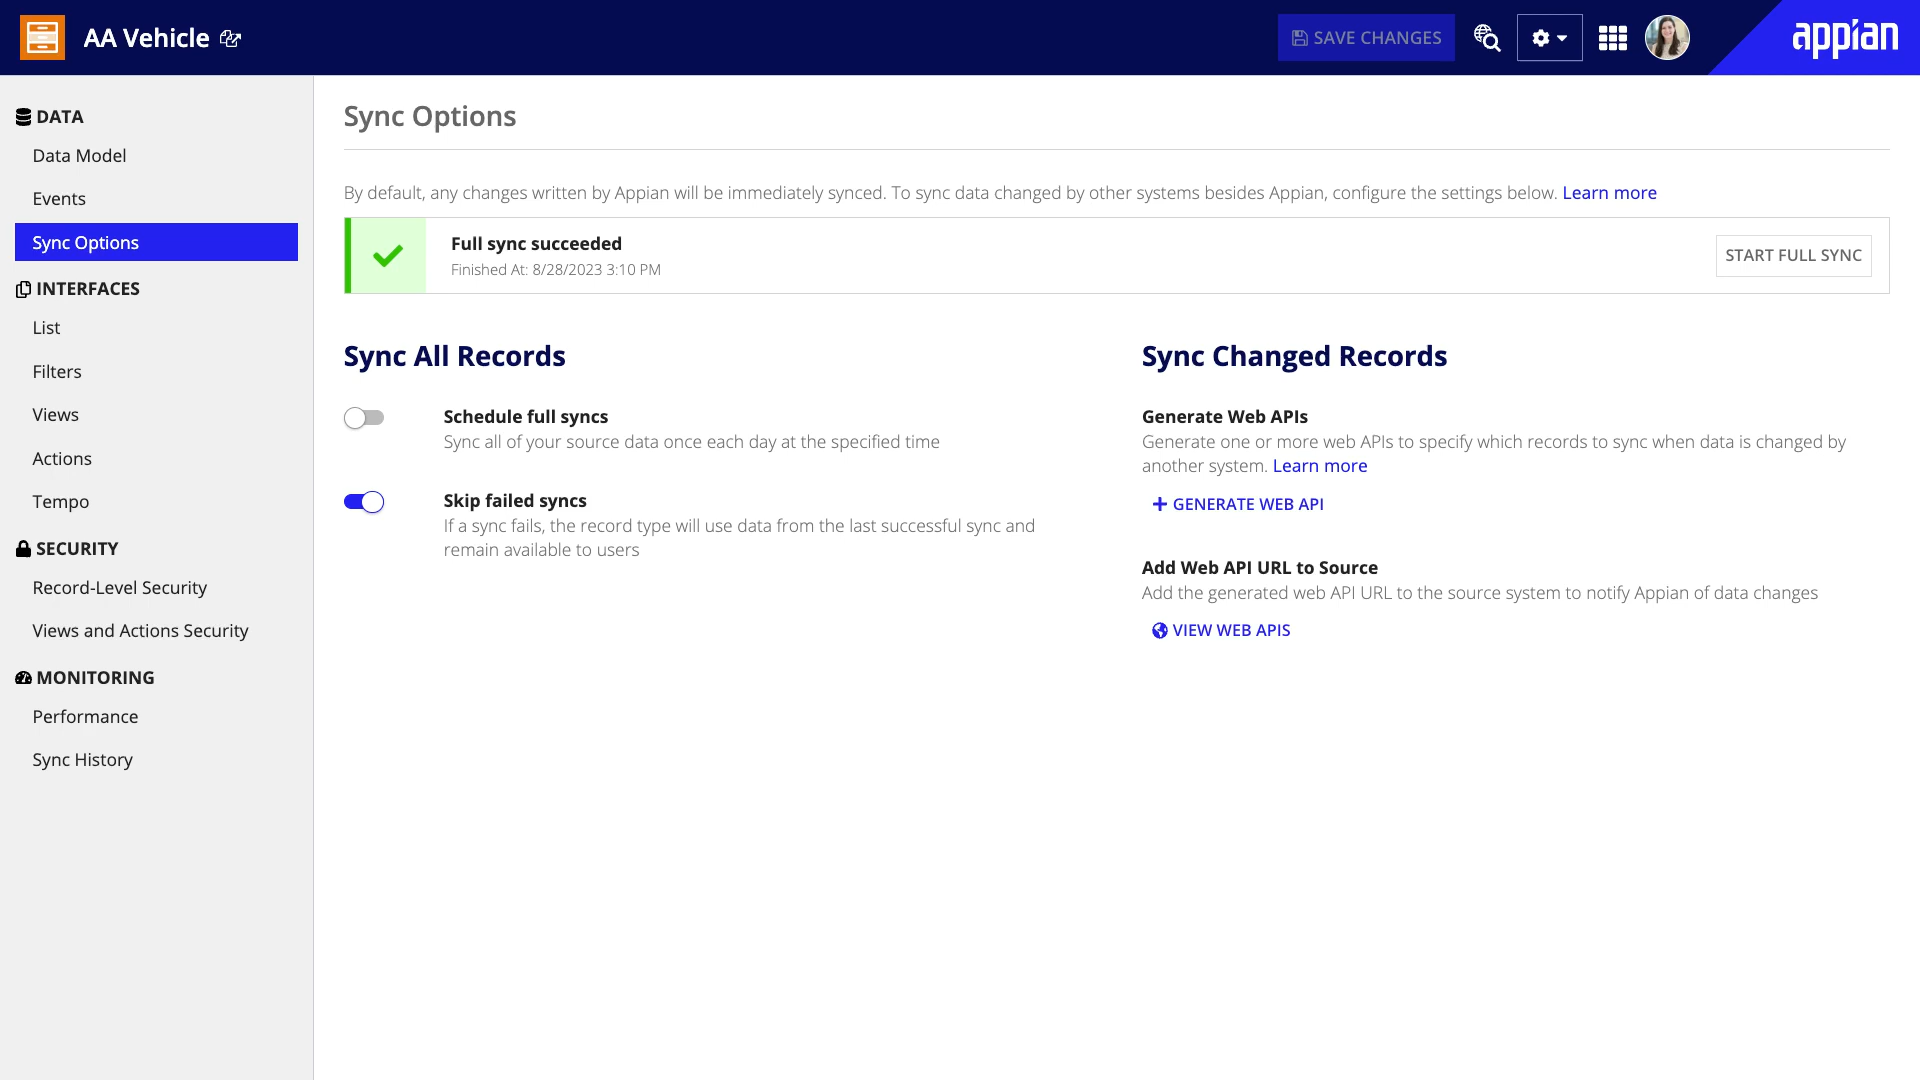 AA Vehicle
SAVE CHANGES
appian
DATA
Data Model
Events
Sync Options
INTERFACES
List
Filters
Views
Actions
Tempo
SECURITY
Record-Level Security
Views and Actions Security
MONITORING
Performance
Sync History
Sync Options
By default, any changes written by Appian will be immediately synced. To sync data changed by other systems besides Appian, configure the settings below. Learn more
Full sync succeeded
Finished At: 8/28/2023 3:10 PM
START FULL SYNC
Sync All Records
Schedule full syncs
Sync all of your source data once each day at the specified time
Skip failed syncs
If a sync fails, the record type will use data from the last successful sync and
remain available to users
Sync Changed Records
Generate Web APIs
Generate one or more web APIs to specify which records to sync when data is changed by
another system. Learn more
GENERATE WEB API
Add Web API URL to Source
Add the generated web API URL to the source system to notify Appian of data changes
VIEW WEB APIS